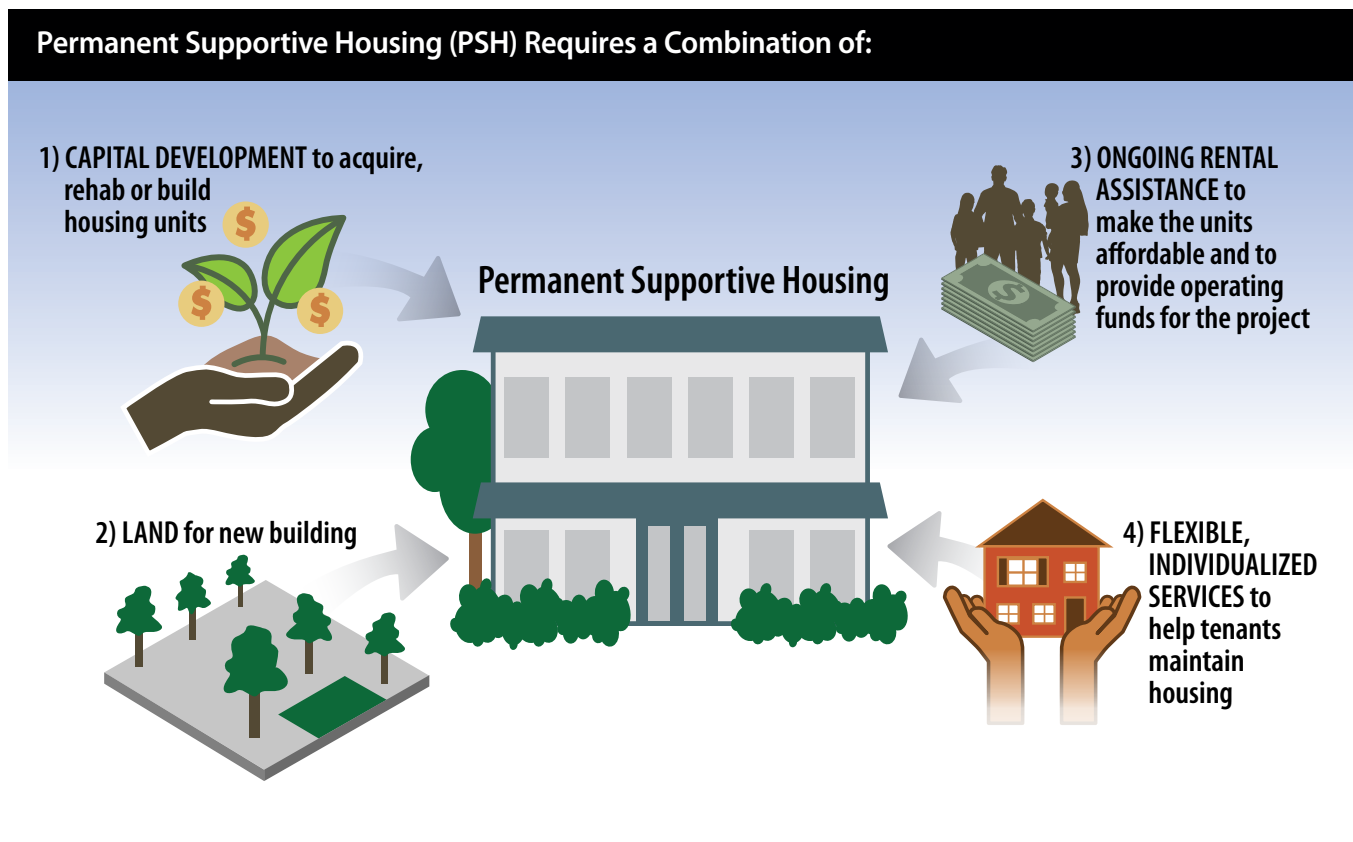 Permanent Supportive Housing (PSH) Requires a Combination of:
1) CAPITAL DEVELOPMENT to acquire,
rehab or build
housing units
$
$
$
Permanent Supportive Housing
2) LAND for new building
3) ONGOING RENTAL
ASSISTANCE to
make the units
affordable and to
provide operating
funds for the project
$
4) FLEXIBLE,
INDIVIDUALIZED
SERVICES to
help tenants
maintain
housing